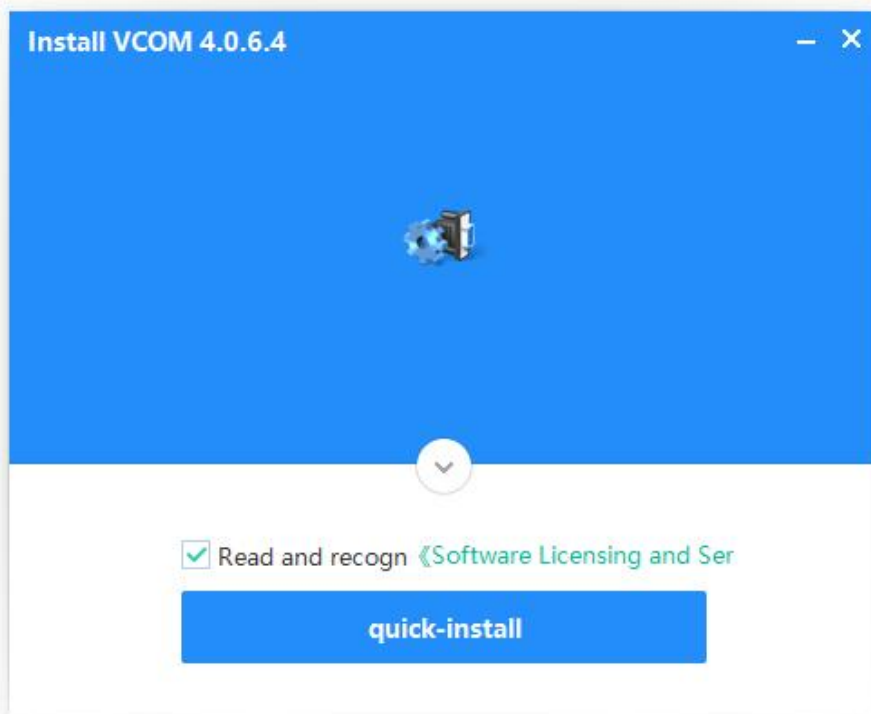 Install VCOM 4.0.6.4
Read and recogn 《Software Licensing and Ser
quick-install